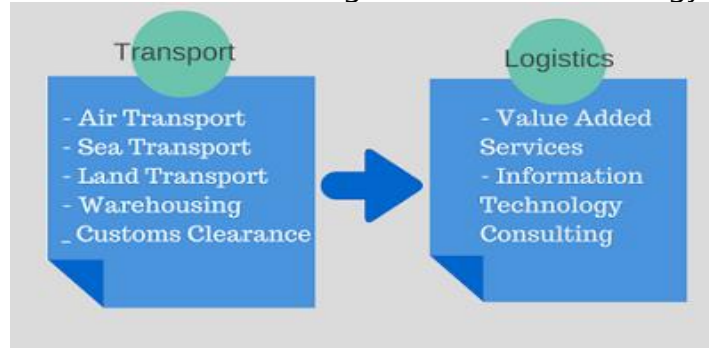 Transport
- Air Transport
- Sea Transport
- Land Transport
- Warehousing
_ Customs Clearance
Logistics
- Value Added
Services
- Information
Technology
Consulting